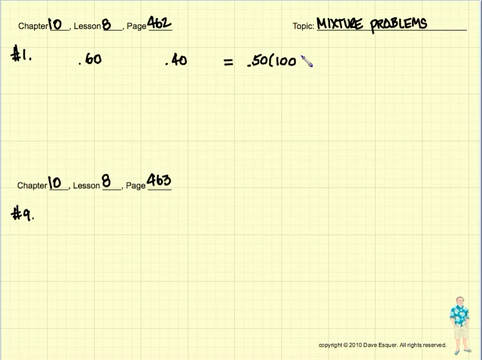 Chapter 10, Lesson 8, Page 462 Topic: MIXTURE PROBLEMS
#1. .60 .40 = .50(100
Chapter 10, Lesson 8, Page 463
#9.
copyright © 2010 Dave Esquer. All rights reserved.